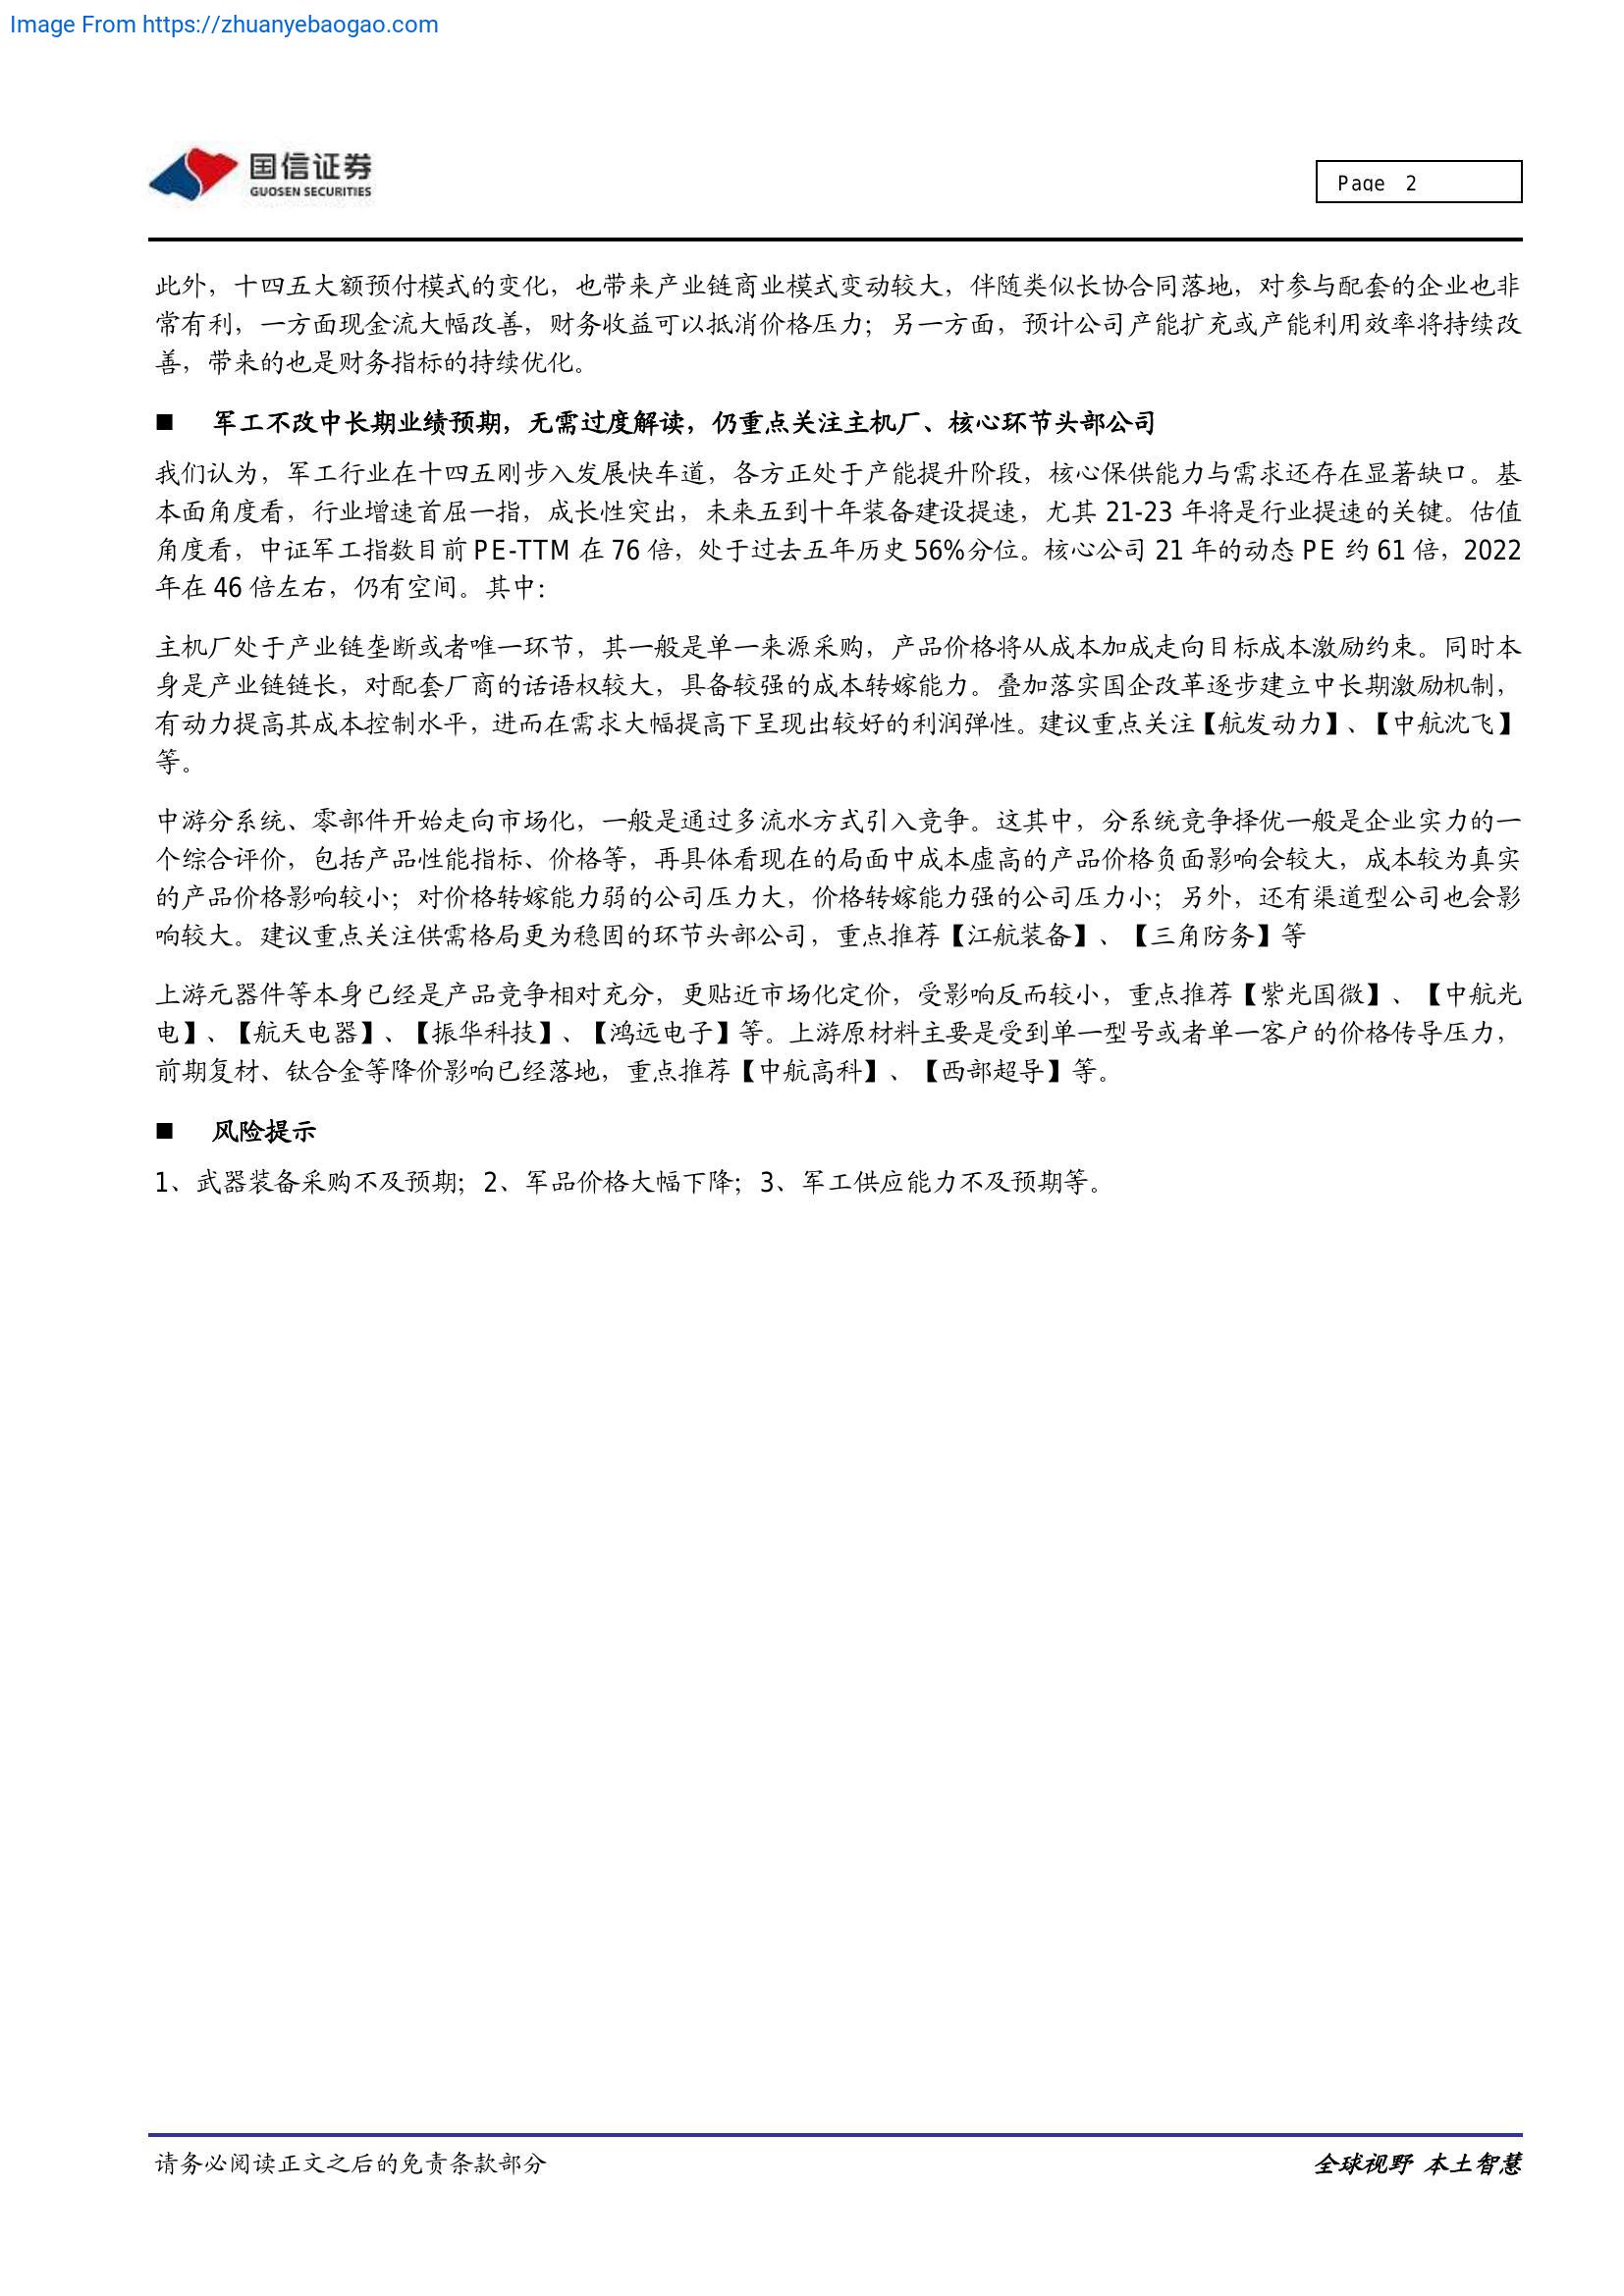 Image From https://zhuanyebaogao.com
国信证券
GUOSEN SECURITIES
Page 2
此外，十四五大额预付模式的变化，也带来产业链商业模式变动较大，伴随类似长协合同落地，对参与配套的企业也非
常有利，一方面现金流大幅改善，财务收益可以抵消价格压力；另一方面，预计公司产能扩充或产能利用效率将持续改
善，带来的也是财务指标的持续优化。
■ 军工不改中长期业绩预期，无需过度解读，仍重点关注主机厂、核心环节头部公司
我们认为，军工行业在十四五刚步入发展快车道，各方正处于产能提升阶段，核心保供能力与需求还存在显著缺口。基
本面角度看，行业增速首屈一指，成长性突出，未来五到十年装备建设提速，尤其 21-23 年将是行业提速的关键。估值
角度看，中证军工指数目前 PE-TTM 在 76 倍，处于过去五年历史 56%分位。核心公司 21 年的动态 PE 约 61 倍，2022
年在 46 倍左右，仍有空间。其中：
主机厂处于产业链垄断或者唯一环节，其一般是单一来源采购，产品价格将从成本加成走向目标成本激励约束。同时本
身是产业链链长，对配套厂商的话语权较大，具备较强的成本转嫁能力。叠加落实国企改革逐步建立中长期激励机制，
有动力提高其成本控制水平，进而在需求大幅提高下呈现出较好的利润弹性。建议重点关注【航发动力】、【中航沈飞】
等。
中游分系统、零部件开始走向市场化，一般是通过多流水方式引入竞争。这其中，分系统竞争择优一般是企业实力的一
个综合评价，包括产品性能指标、价格等，再具体看现在的局面中成本虚高的产品价格负面影响会较大，成本较为真实
的产品价格影响较小；对价格转嫁能力弱的公司压力大，价格转嫁能力强的公司压力小；另外，还有渠道型公司也会影
响较大。建议重点关注供需格局更为稳固的环节头部公司，重点推荐【江航装备】、【三角防务】等
上游元器件等本身已经是产品竞争相对充分，更贴近市场化定价，受影响反而较小，重点推荐【紫光国微】、【中航光
电】、【航天电器】、【振华科技】、【鸿远电子】等。上游原材料主要是受到单一型号或者单一客户的价格传导压力，
前期复材、钛合金等降价影响已经落地，重点推荐【中航高科】、【西部超导】等。
■ 风险提示
1、武器装备采购不及预期；2、军品价格大幅下降；3、军工供应能力不及预期等。
请务必阅读正文之后的免责条款部分
全球视野 本土智慧